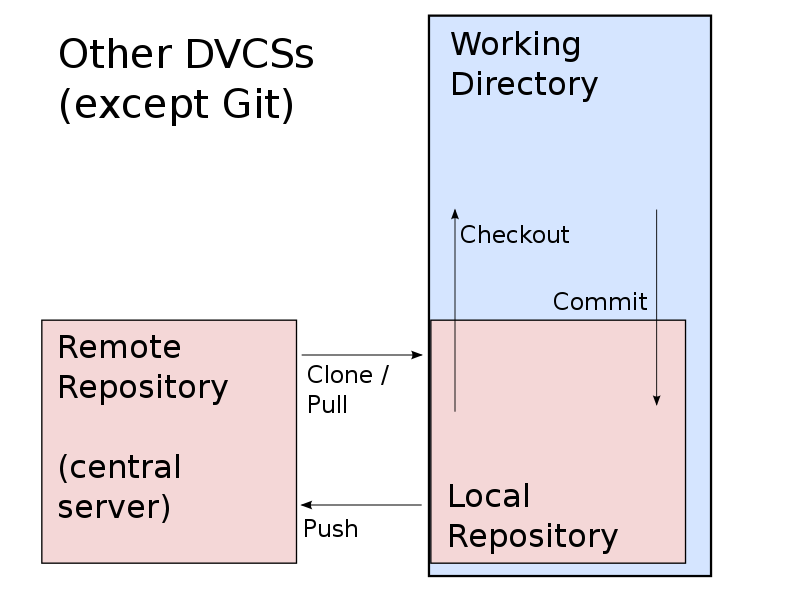 Other DVCSs
(except Git)
Working
Directory
Checkout
Commit
Remote
Repository
(central
server)
Clone /
Pull
Push
Local
Repository